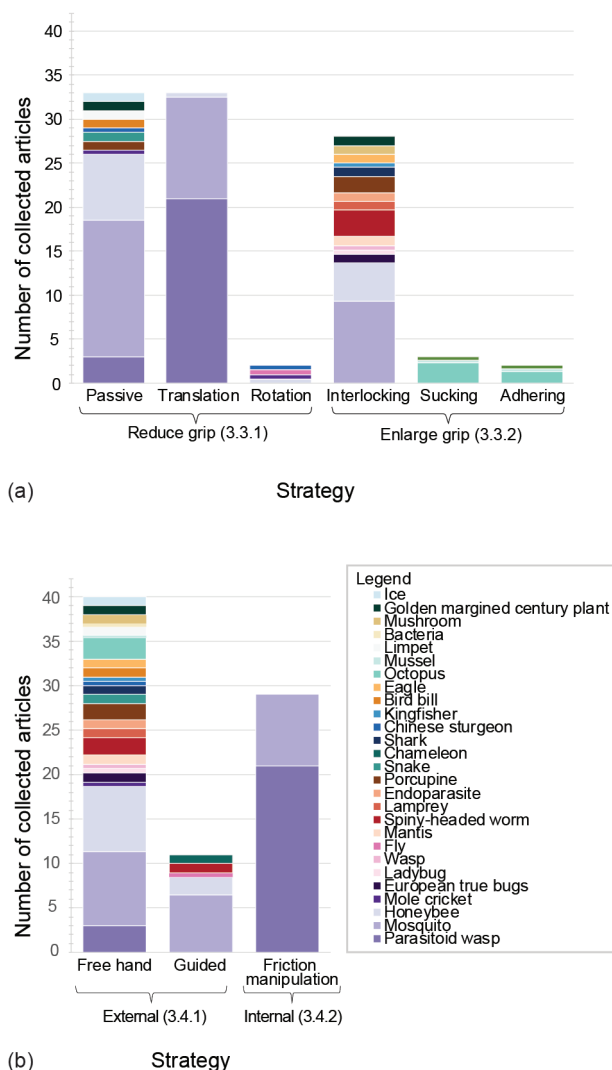 Number of collected articles
40
35
30
25
20
15
10
5
0
Passive Translation Rotation Interlocking Sucking Adhering
Reduce grip (3.3.1) Enlarge grip (3.3.2)
(a) Strategy
Number of collected articles
40
35
30
25
20
15
10
5
0
Free hand Guided Friction
manipulation
External (3.4.1) Internal (3.4.2)
(b) Strategy
Legend
Ice
Golden margined century plant
Mushroom
Bacteria
Limpet
Mussel
Octopus
Eagle
Bird bill
Kingfisher
Chinese sturgeon
Shark
Chameleon
Snake
Porcupine
Endoparasite
Lamprey
Spiny-headed worm
Mantis
Fly
Wasp
Ladybug
European true bugs
Mole cricket
Honeybee
Mosquito
Parasitoid wasp